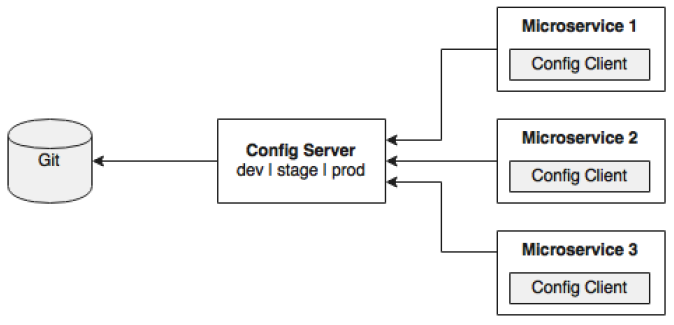 Microservice 1
Config Client
Git
Config Server
dev | stage | prod
Microservice 2
Config Client
Microservice 3
Config Client